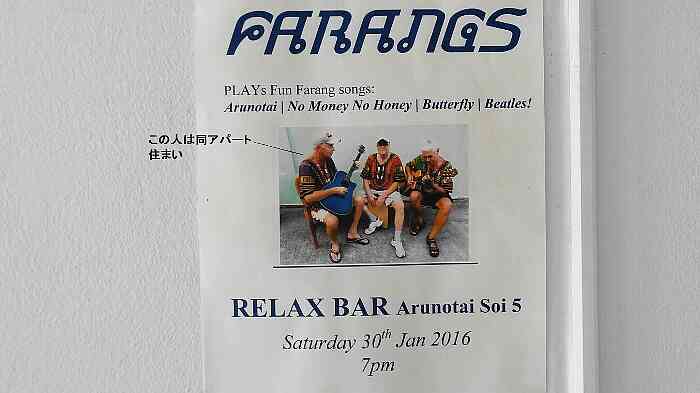 FARANGS
PLAYs Fun Farang songs:
Arunotai | No Money No Honey | Butterfly | Beatles!
この人は同アパート
住まい
RELAX BAR Arunotai Soi 5
Saturday 30th Jan 2016
7pm